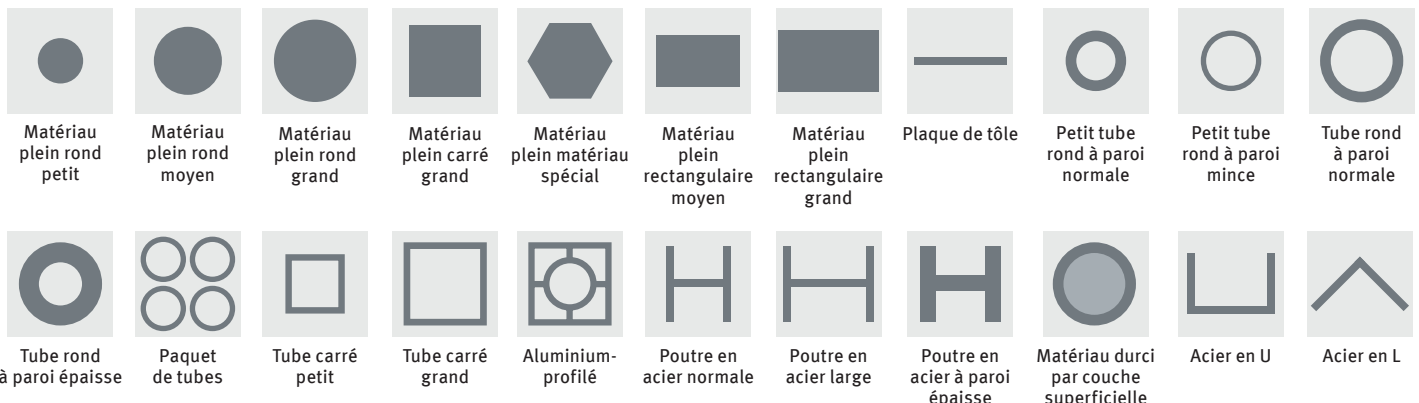 Matériau
plein rond
petit
Matériau
plein rond
moyen
Matériau
plein rond
grand
Matériau
plein carré
grand
Matériau
plein matériau
spécial
Matériau
plein
rectangulaire
moyen
Matériau
plein
rectangulaire
grand
Plaque de tôle
Petit tube
rond à paroi
normale
Petit tube
rond à paroi
mince
Tube rond
à paroi
normale
Tube rond
à paroi épaisse
Paquet
de tubes
Tube carré
petit
Tube carré
grand
Aluminium-
profilé
Poutre en
acier normale
Poutre en
acier large
Poutre en
acier à paroi
épaisse
Matériau durci
par couche
superficielle
Acier en U
Acier en L